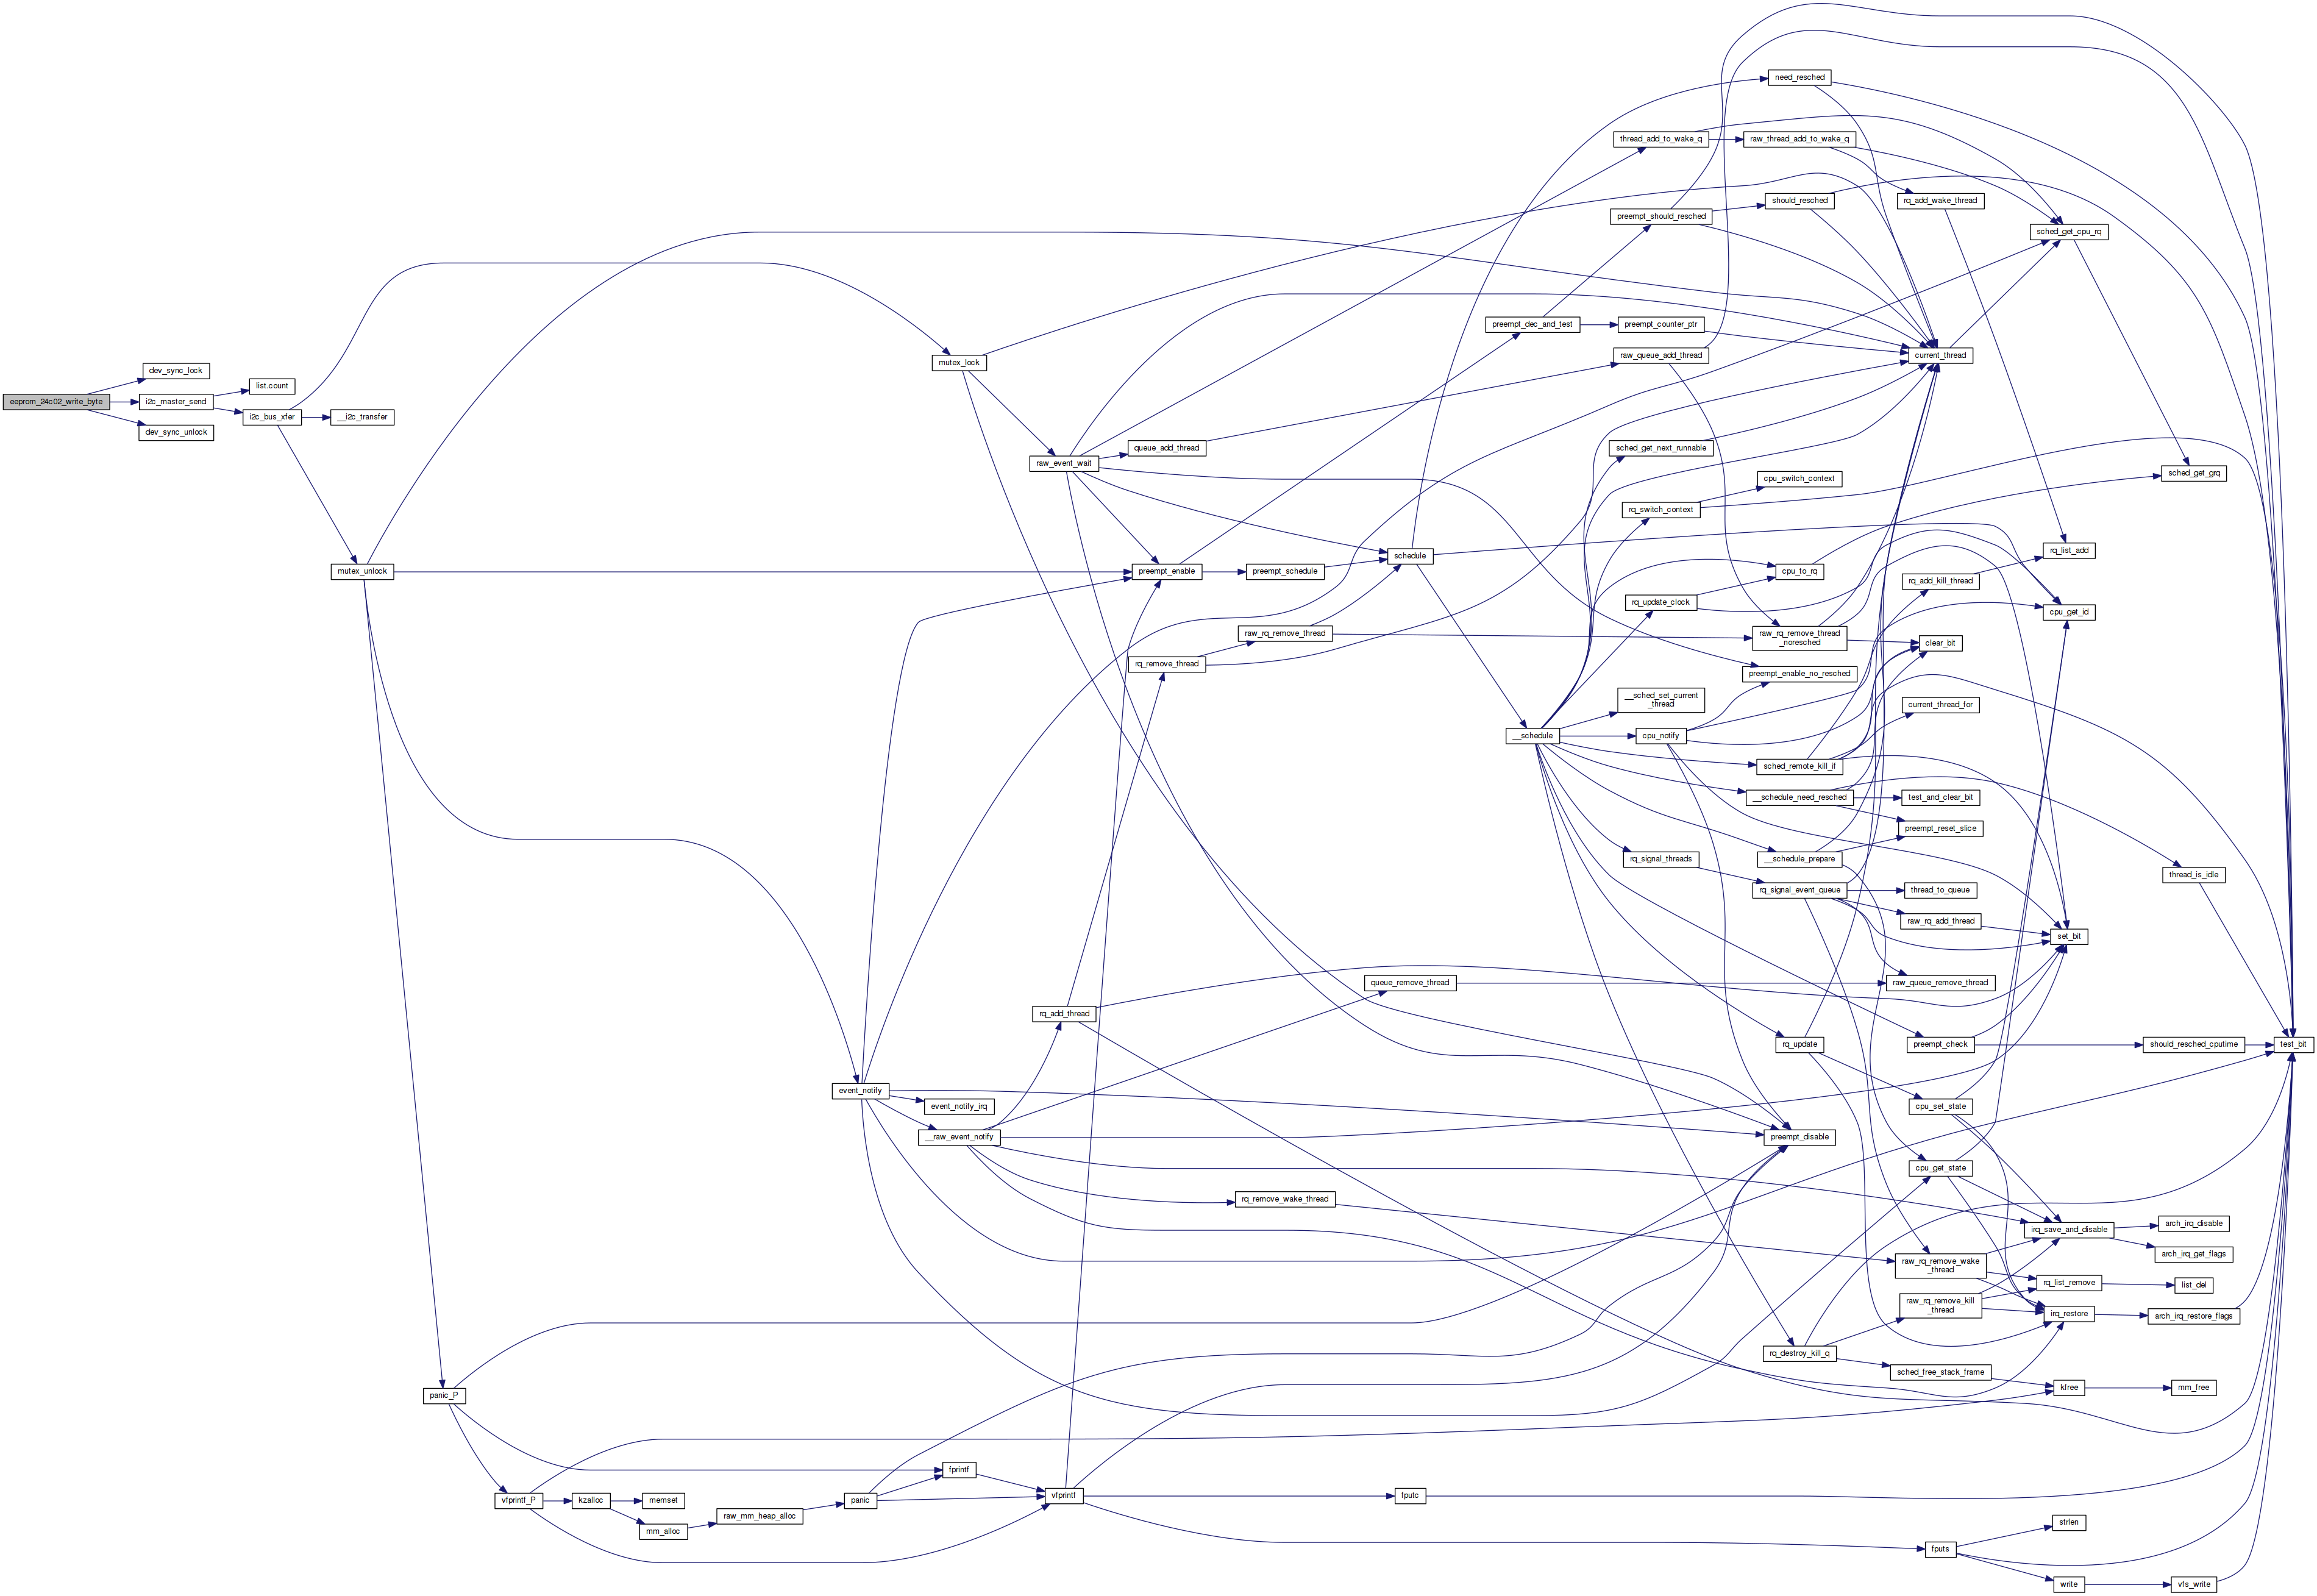 need_resched
thread_add_to_wake_q
raw_thread_add_to_wake_q
should_resched
rq_add_wake_thread
preempt_should_resched
sched_get_cpu_rq
preempt_dec_and_test
preempt_counter_ptr
mutex_lock
raw_queue_add_thread
current_thread
dev_sync_lock
list.count
eeprom_24c02_write_byte
i2c_master_send
i2c_bus_xfer
__i2c_transfer
dev_sync_unlock
queue_add_thread
sched_get_next_runnable
raw_event_wait
sched_get_grq
cpu_switch_context
rq_switch_context
rq_list_add
schedule
mutex_unlock
preempt_enable
preempt_schedule
cpu_to_rq
rq_add_kill_thread
rq_update_clock
cpu_get_id
raw_rq_remove_thread
raw_rq_remove_thread
_noresched
clear_bit
rq_remove_thread
preempt_enable_no_resched
__sched_set_current
_thread
current_thread_for
__schedule
cpu_notify
sched_remote_kill_if
__schedule_need_resched
test_and_clear_bit
preempt_reset_slice
rq_signal_threads
__schedule_prepare
thread_is_idle
rq_signal_event_queue
thread_to_queue
raw_rq_add_thread
set_bit
queue_remove_thread
raw_queue_remove_thread
rq_add_thread
rq_update
preempt_check
should_resched_cputime
test_bit
event_notify
event_notify_irq
cpu_set_state
__raw_event_notify
preempt_disable
cpu_get_state
rq_remove_wake_thread
irq_save_and_disable
arch_irq_disable
arch_irq_get_flags
raw_rq_remove_wake
_thread
rq_list_remove
list_del
raw_rq_remove_kill
_thread
irq_restore
arch_irq_restore_flags
rq_destroy_kill_q
sched_free_stack_frame
kfree
mm_free
panic_P
fprintf
vfprintf_P
kzalloc
memset
panic
vfprintf
fputc
raw_mm_heap_alloc
mm_alloc
strlen
fputs
write
vfs_write